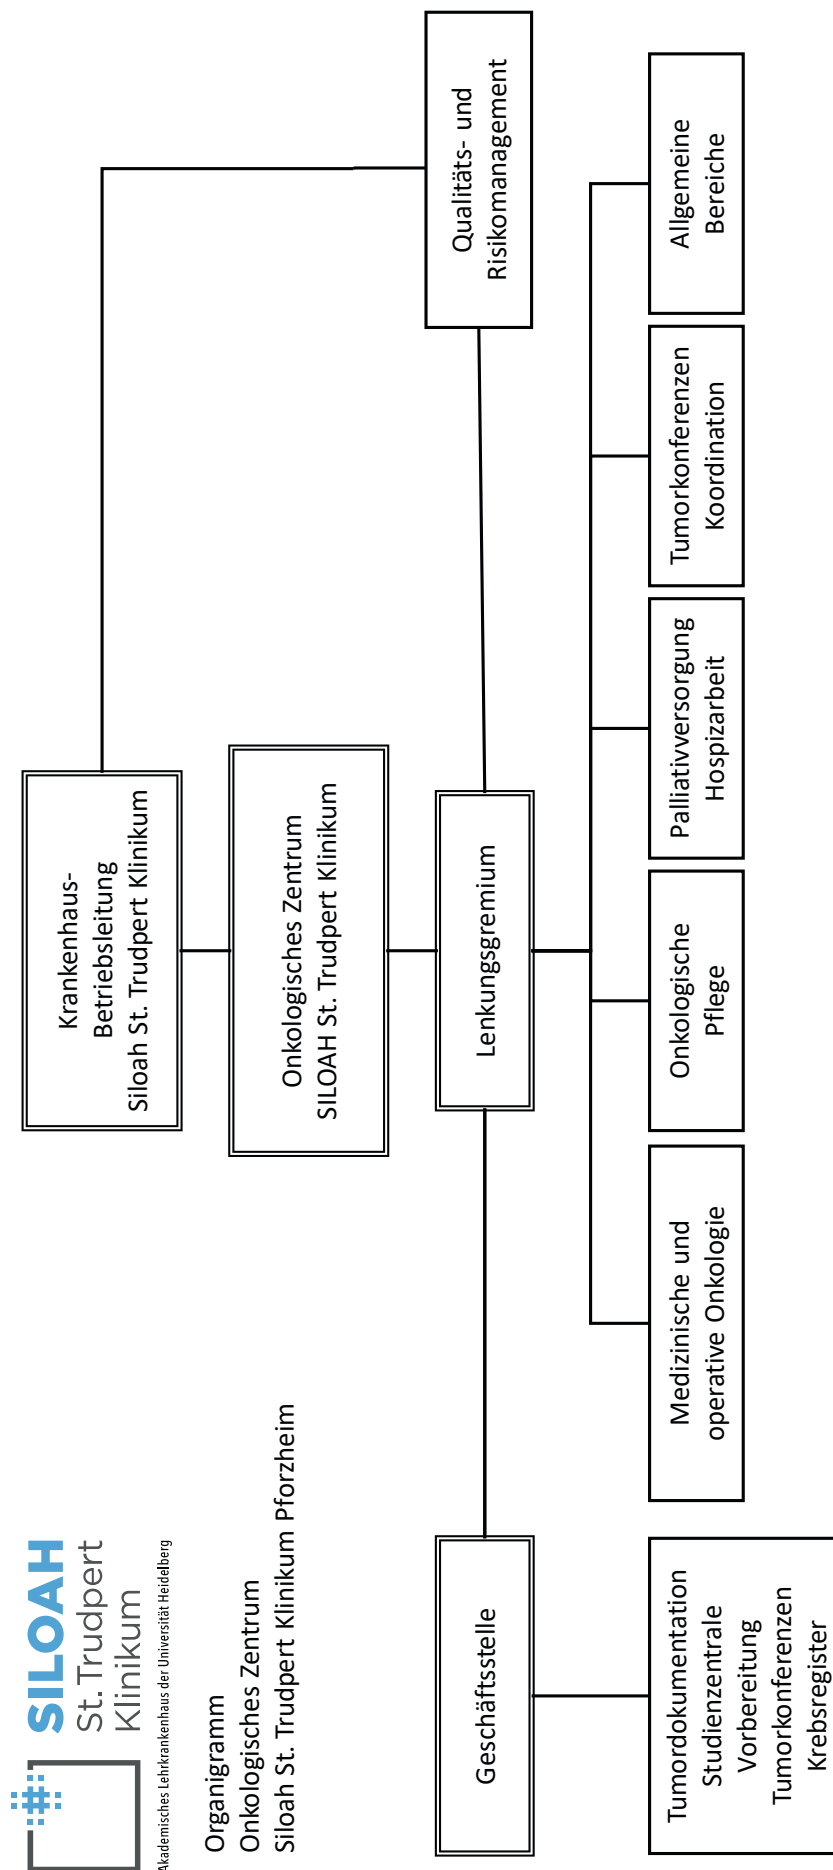 SILOAH
St. Trudpert
Klinikum
Akademisches Lehrkrankenhaus der Universität Heidelberg
Organigramm
Onkologisches Zentrum
Siloah St. Trudpert Klinikum Pforzheim
Krankenhaus-
Betriebsleitung
Siloah St. Trudpert Klinikum
Onkologisches Zentrum
SILOAH St. Trudpert Klinikum
Geschäftsstelle
Lenkungsgremium
Qualitäts- und
Risikomanagement
Tumordokumentation
Studienzentrale
Vorbereitung
Tumorkonferenzen
Krebsregister
Medizinische und
operative Onkologie
Onkologische
Pflege
Palliativversorgung
Hospizarbeit
Tumorkonferenzen
Koordination
Allgemeine
Bereiche